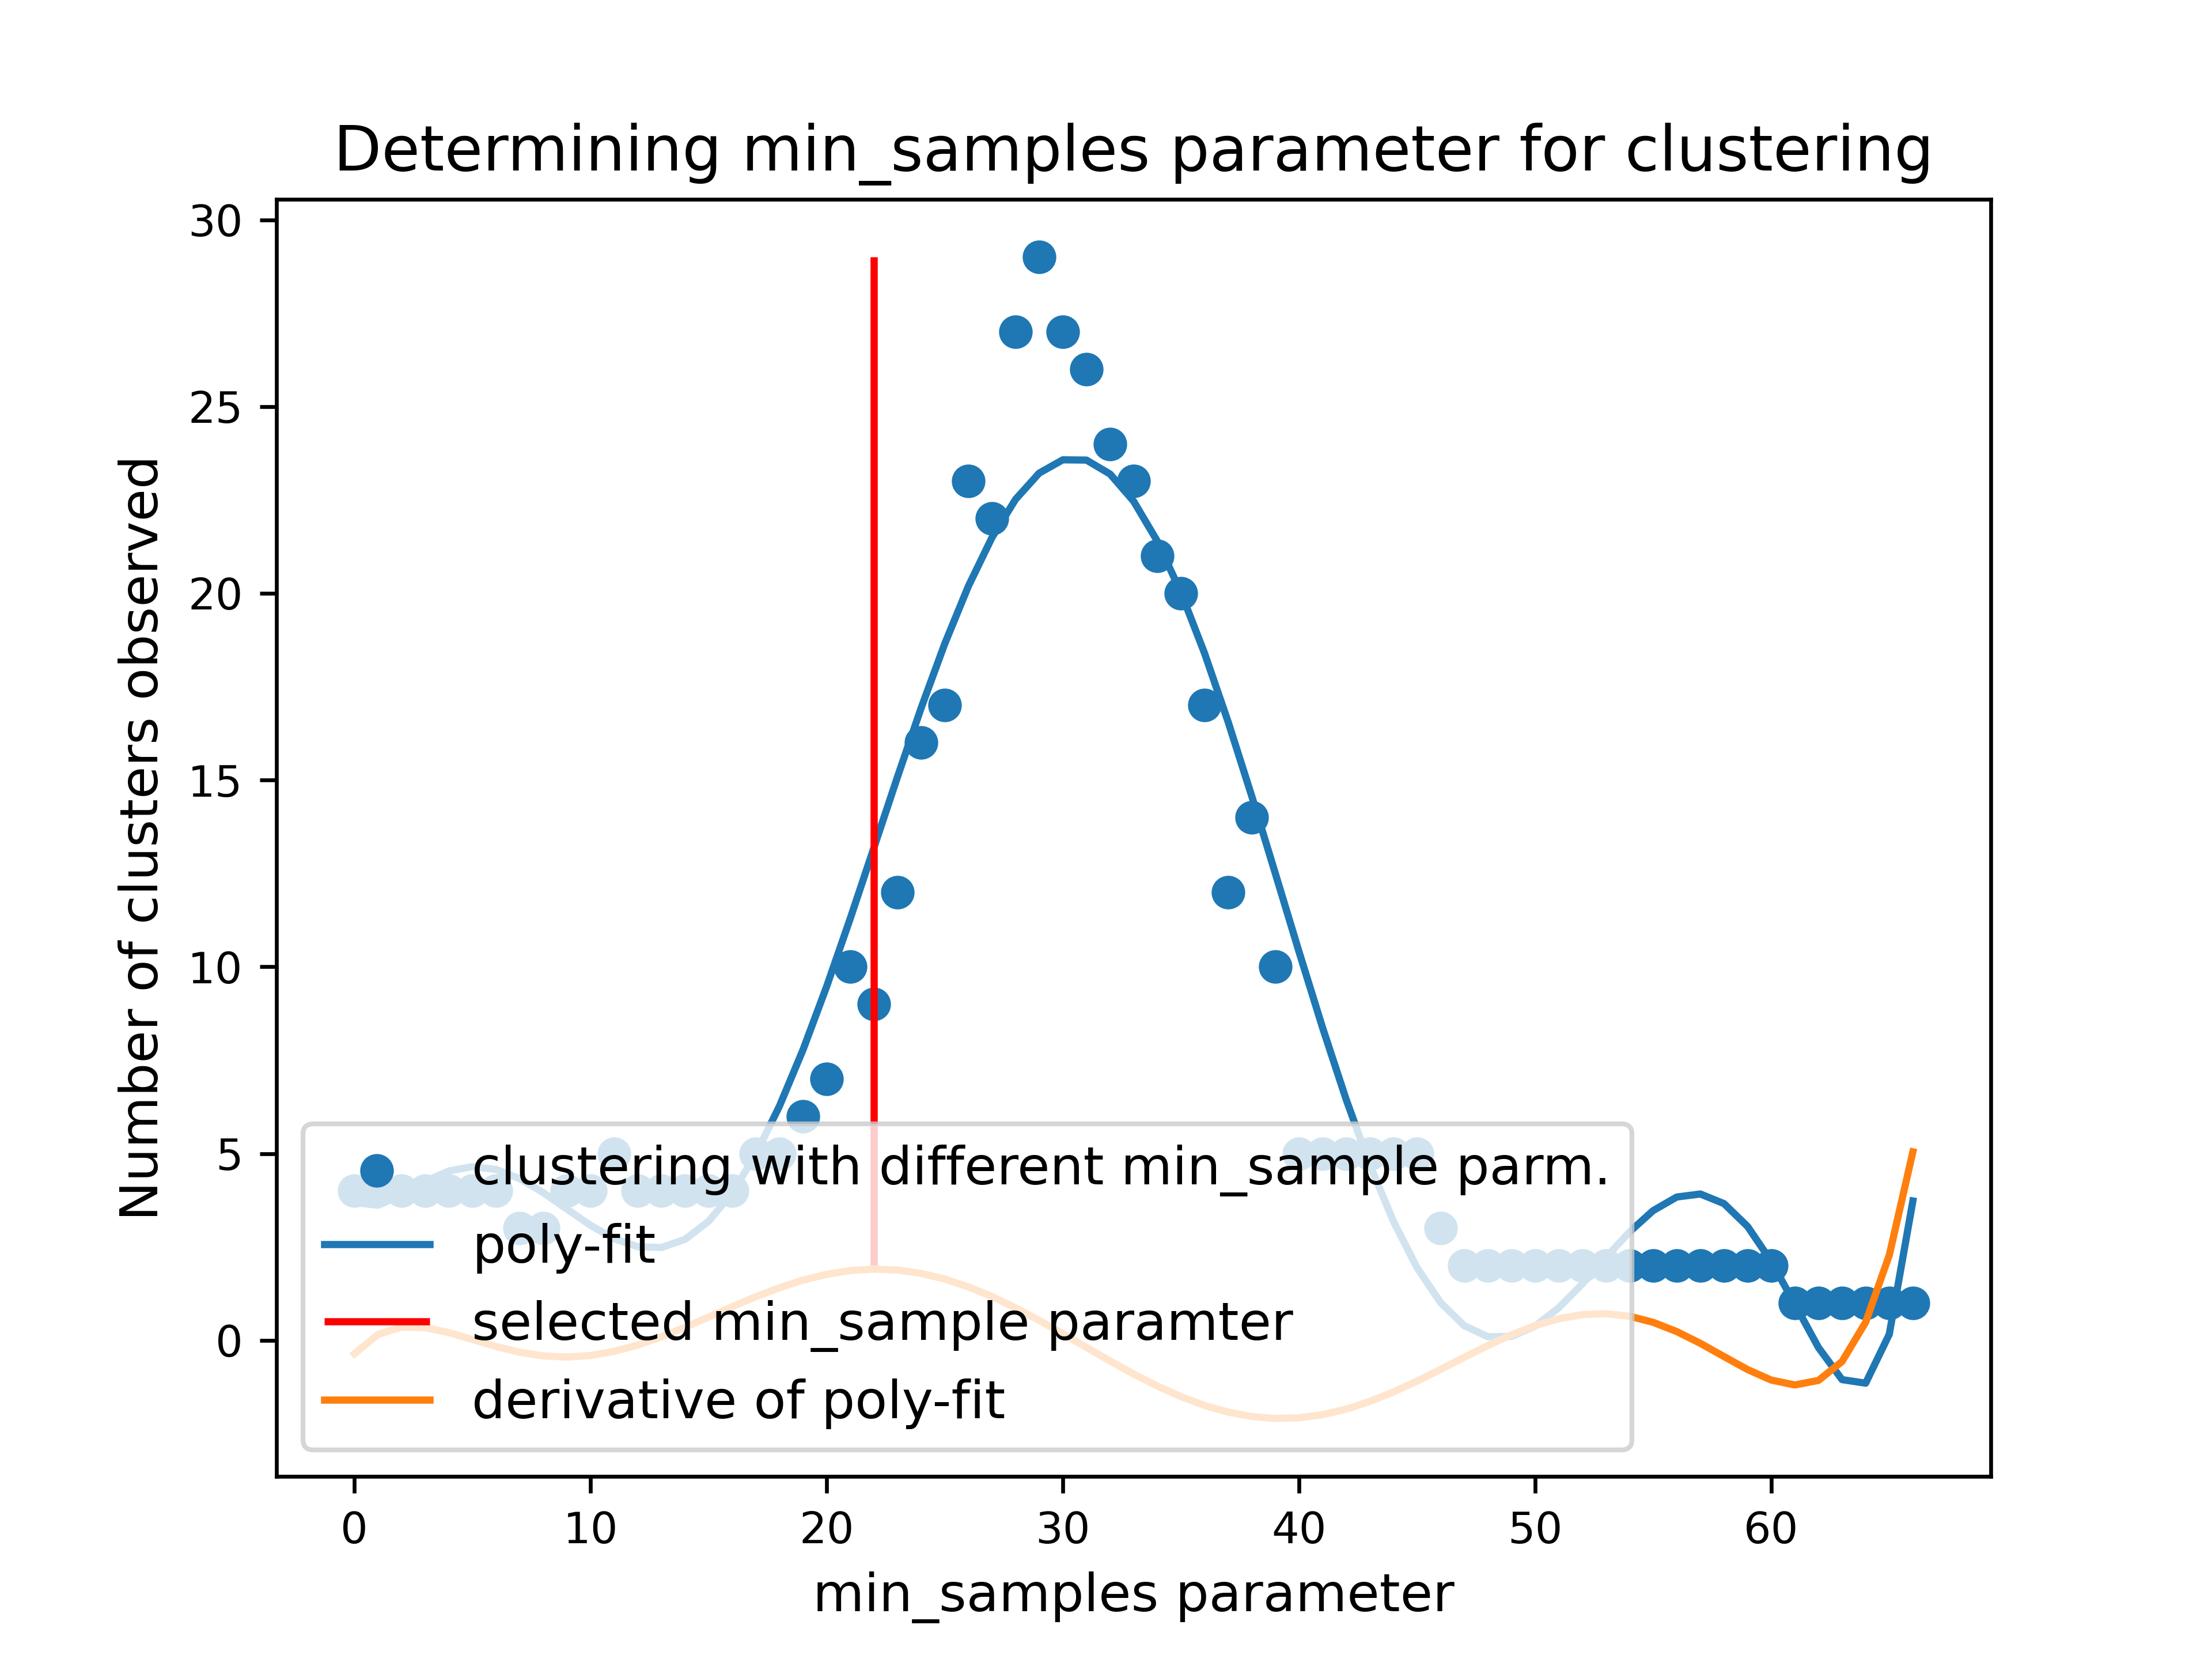 Determining min_samples parameter for clustering
Number of clusters observed
30
25
20
15
10
5
0
clustering with different min_sample parm.
poly-fit
selected min_sample paramter
derivative of poly-fit
0 10 20 30 40 50 60
min_samples parameter